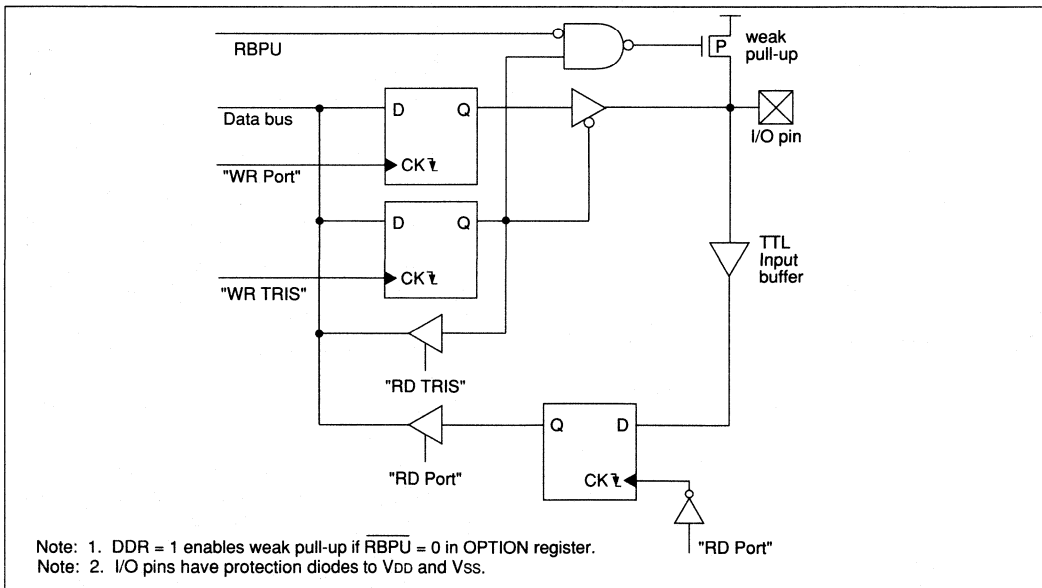 RBPU
P
weak
pull-up
Data bus
D
Q
I/O pin
"WR Port"
CK
D
Q
TTL
Input
buffer
"WR TRIS"
CK
"RD TRIS"
Q
D
"RD Port"
CK
"RD Port"
Note: 1. DDR = 1 enables weak pull-up if R̅B̅P̅U̅ = 0 in OPTION register.
Note: 2. I/O pins have protection diodes to VDD and VSS.